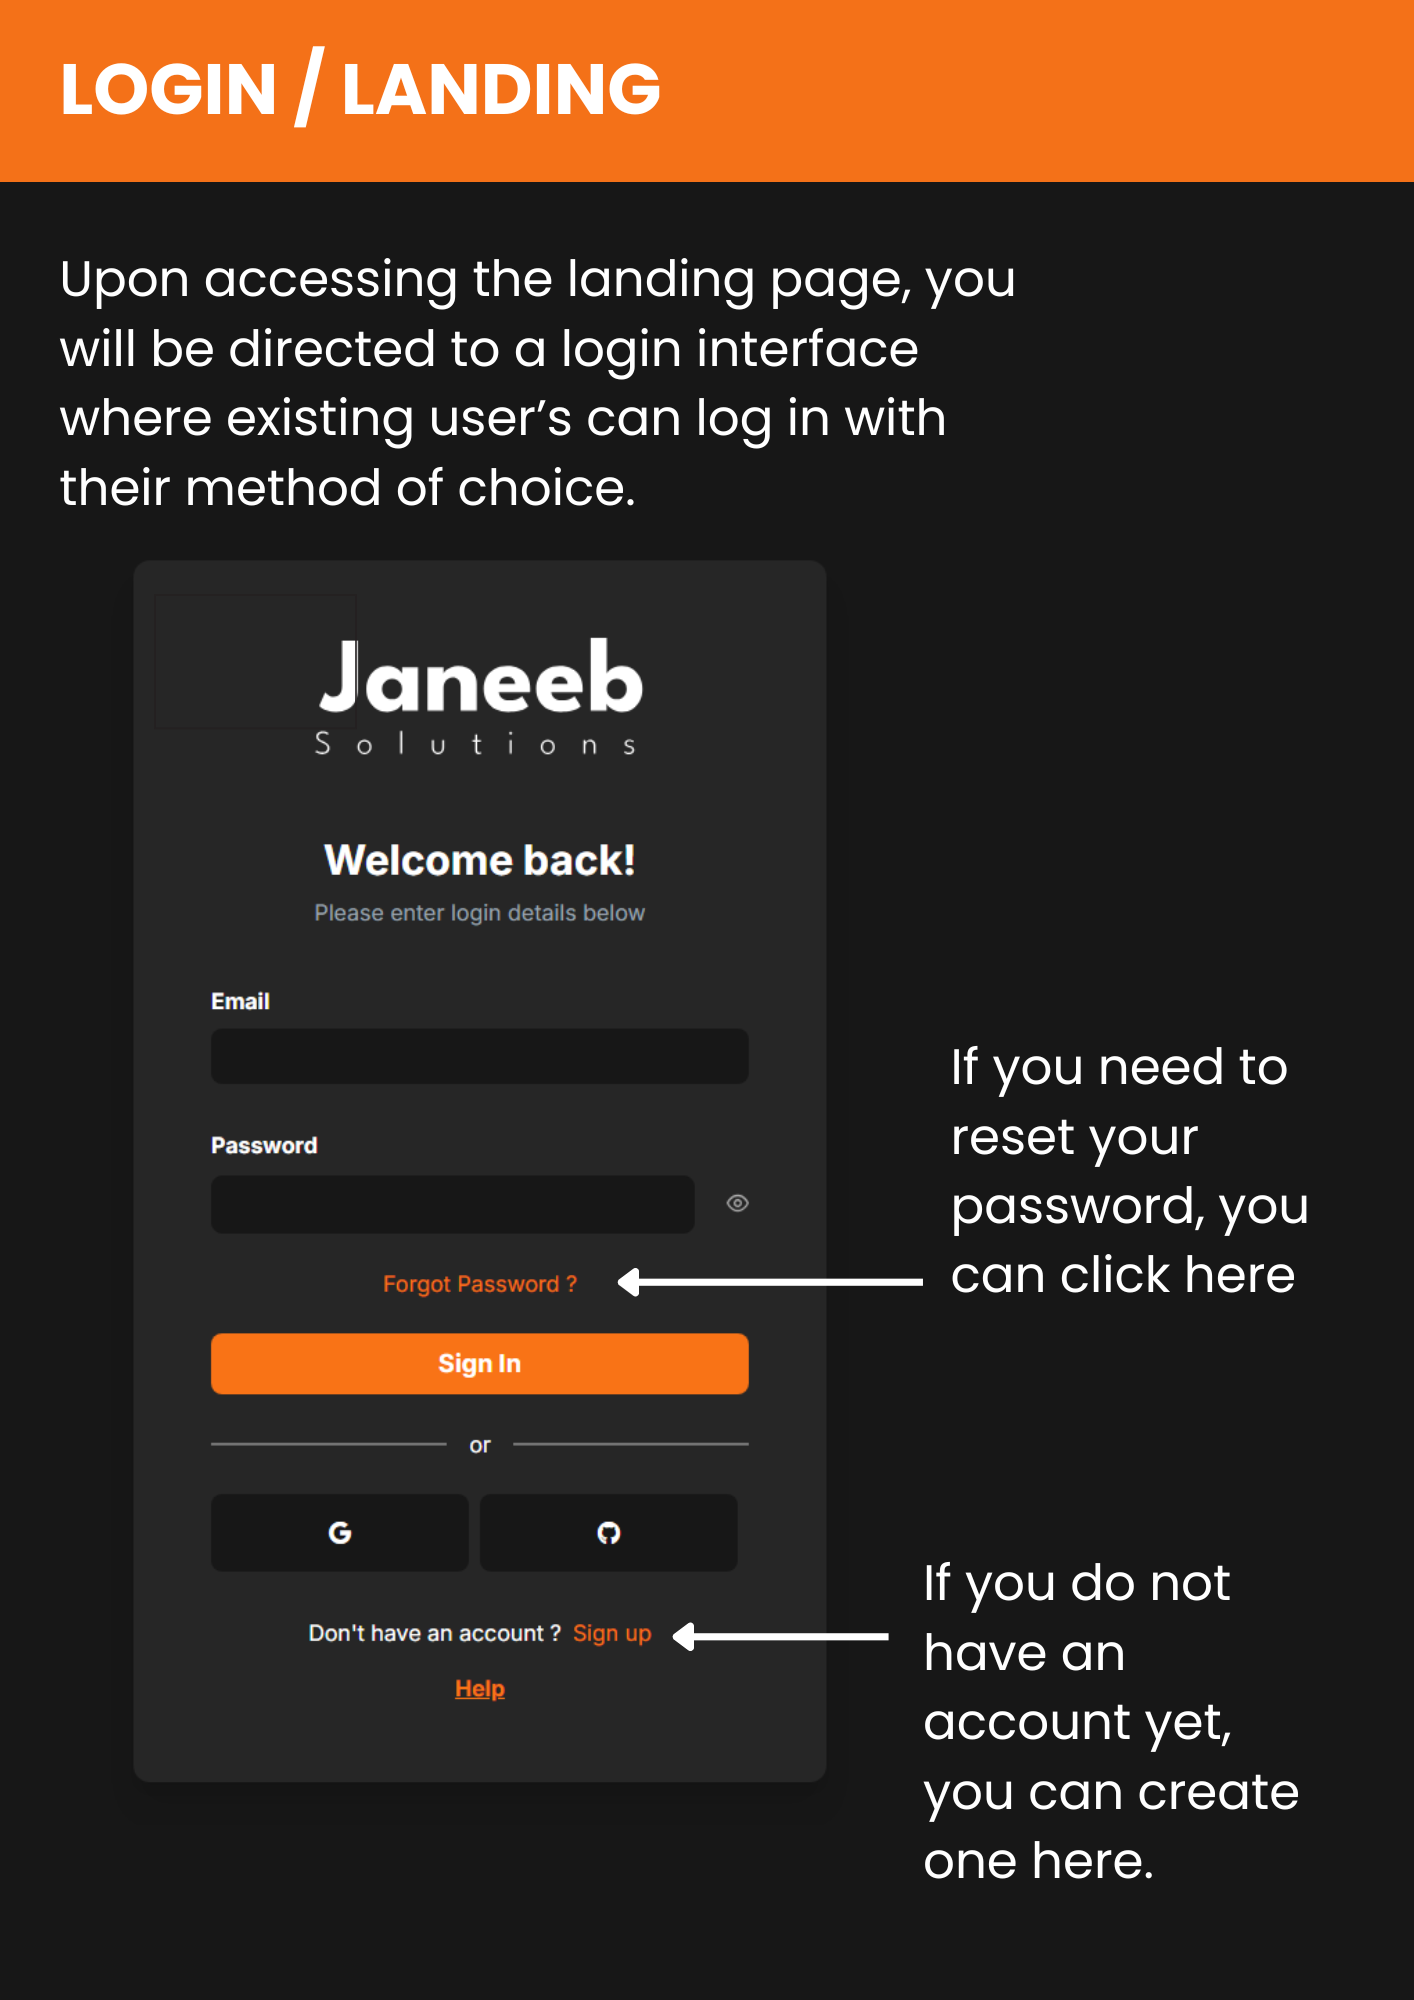 LOGIN / LANDING
Upon accessing the landing page, you
will be directed to a login interface
where existing user’s can log in with
their method of choice.
Janeeb
Solutions
Welcome back!
Please enter login details below
Email
Password
Forgot Password ?
If you need to
reset your
password, you
can click here
Sign In
or
G
Don't have an account ? Sign up
Help
If you do not
have an
account yet,
you can create
one here.